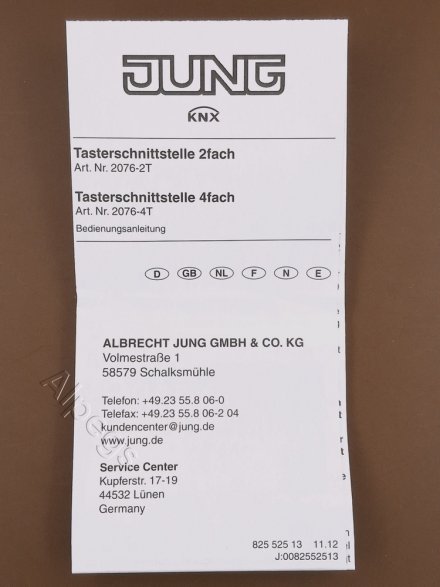 JUNG
KNX
Tasterschnittstelle 2fach
Art. Nr. 2076-2T
Tasterschnittstelle 4fach
Art. Nr. 2076-4T
Bedienungsanleitung
D GB NL F N E
ALBRECHT JUNG GMBH & CO. KG
Volmestraße 1
58579 Schalksmühle
Telefon: +49.23 55.8 06-0
Telefax: +49.23 55.8 06-2 04
kundencenter@jung.de
www.jung.de
Service Center
Kupferstr. 17-19
44532 Lünen
Germany
825 525 13 11.12
J:0082552513
Alpegs